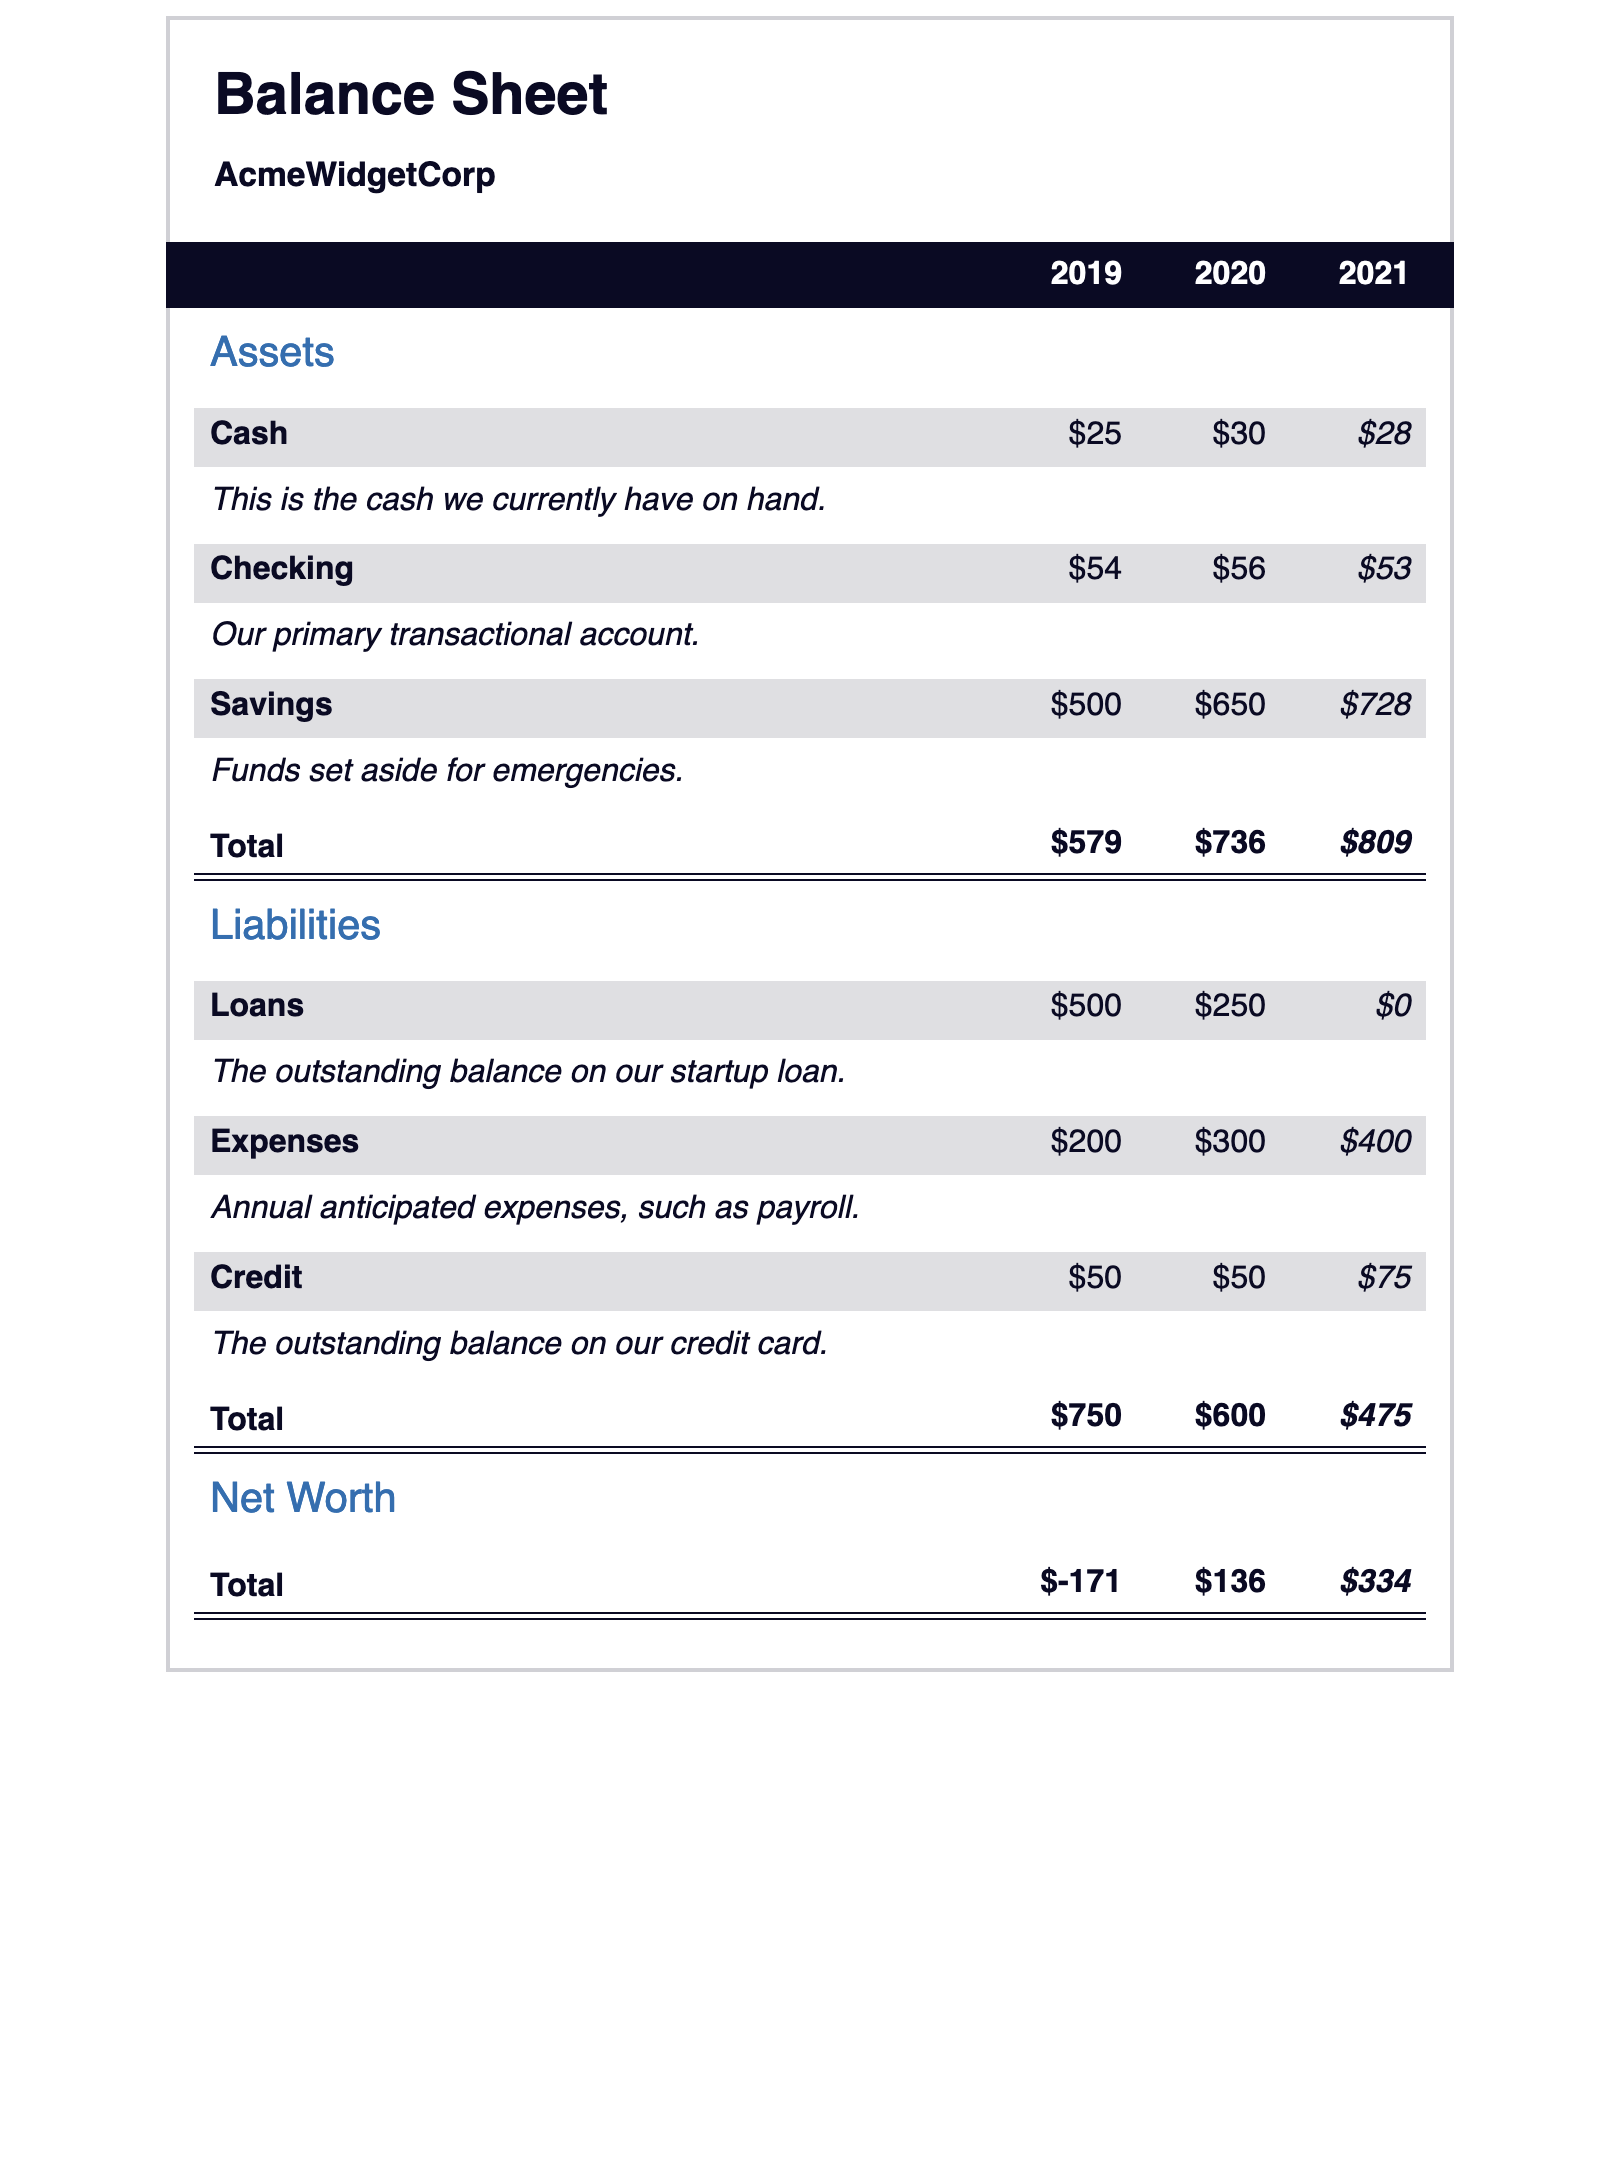 Balance Sheet
AcmeWidgetCorp
2019 2020 2021
Assets
Cash $25 $30 $28
This is the cash we currently have on hand.
Checking $54 $56 $53
Our primary transactional account.
Savings $500 $650 $728
Funds set aside for emergencies.
Total $579 $736 $809
Liabilities
Loans $500 $250 $0
The outstanding balance on our startup loan.
Expenses $200 $300 $400
Annual anticipated expenses, such as payroll.
Credit $50 $50 $75
The outstanding balance on our credit card.
Total $750 $600 $475
Net Worth
Total $-171 $136 $334